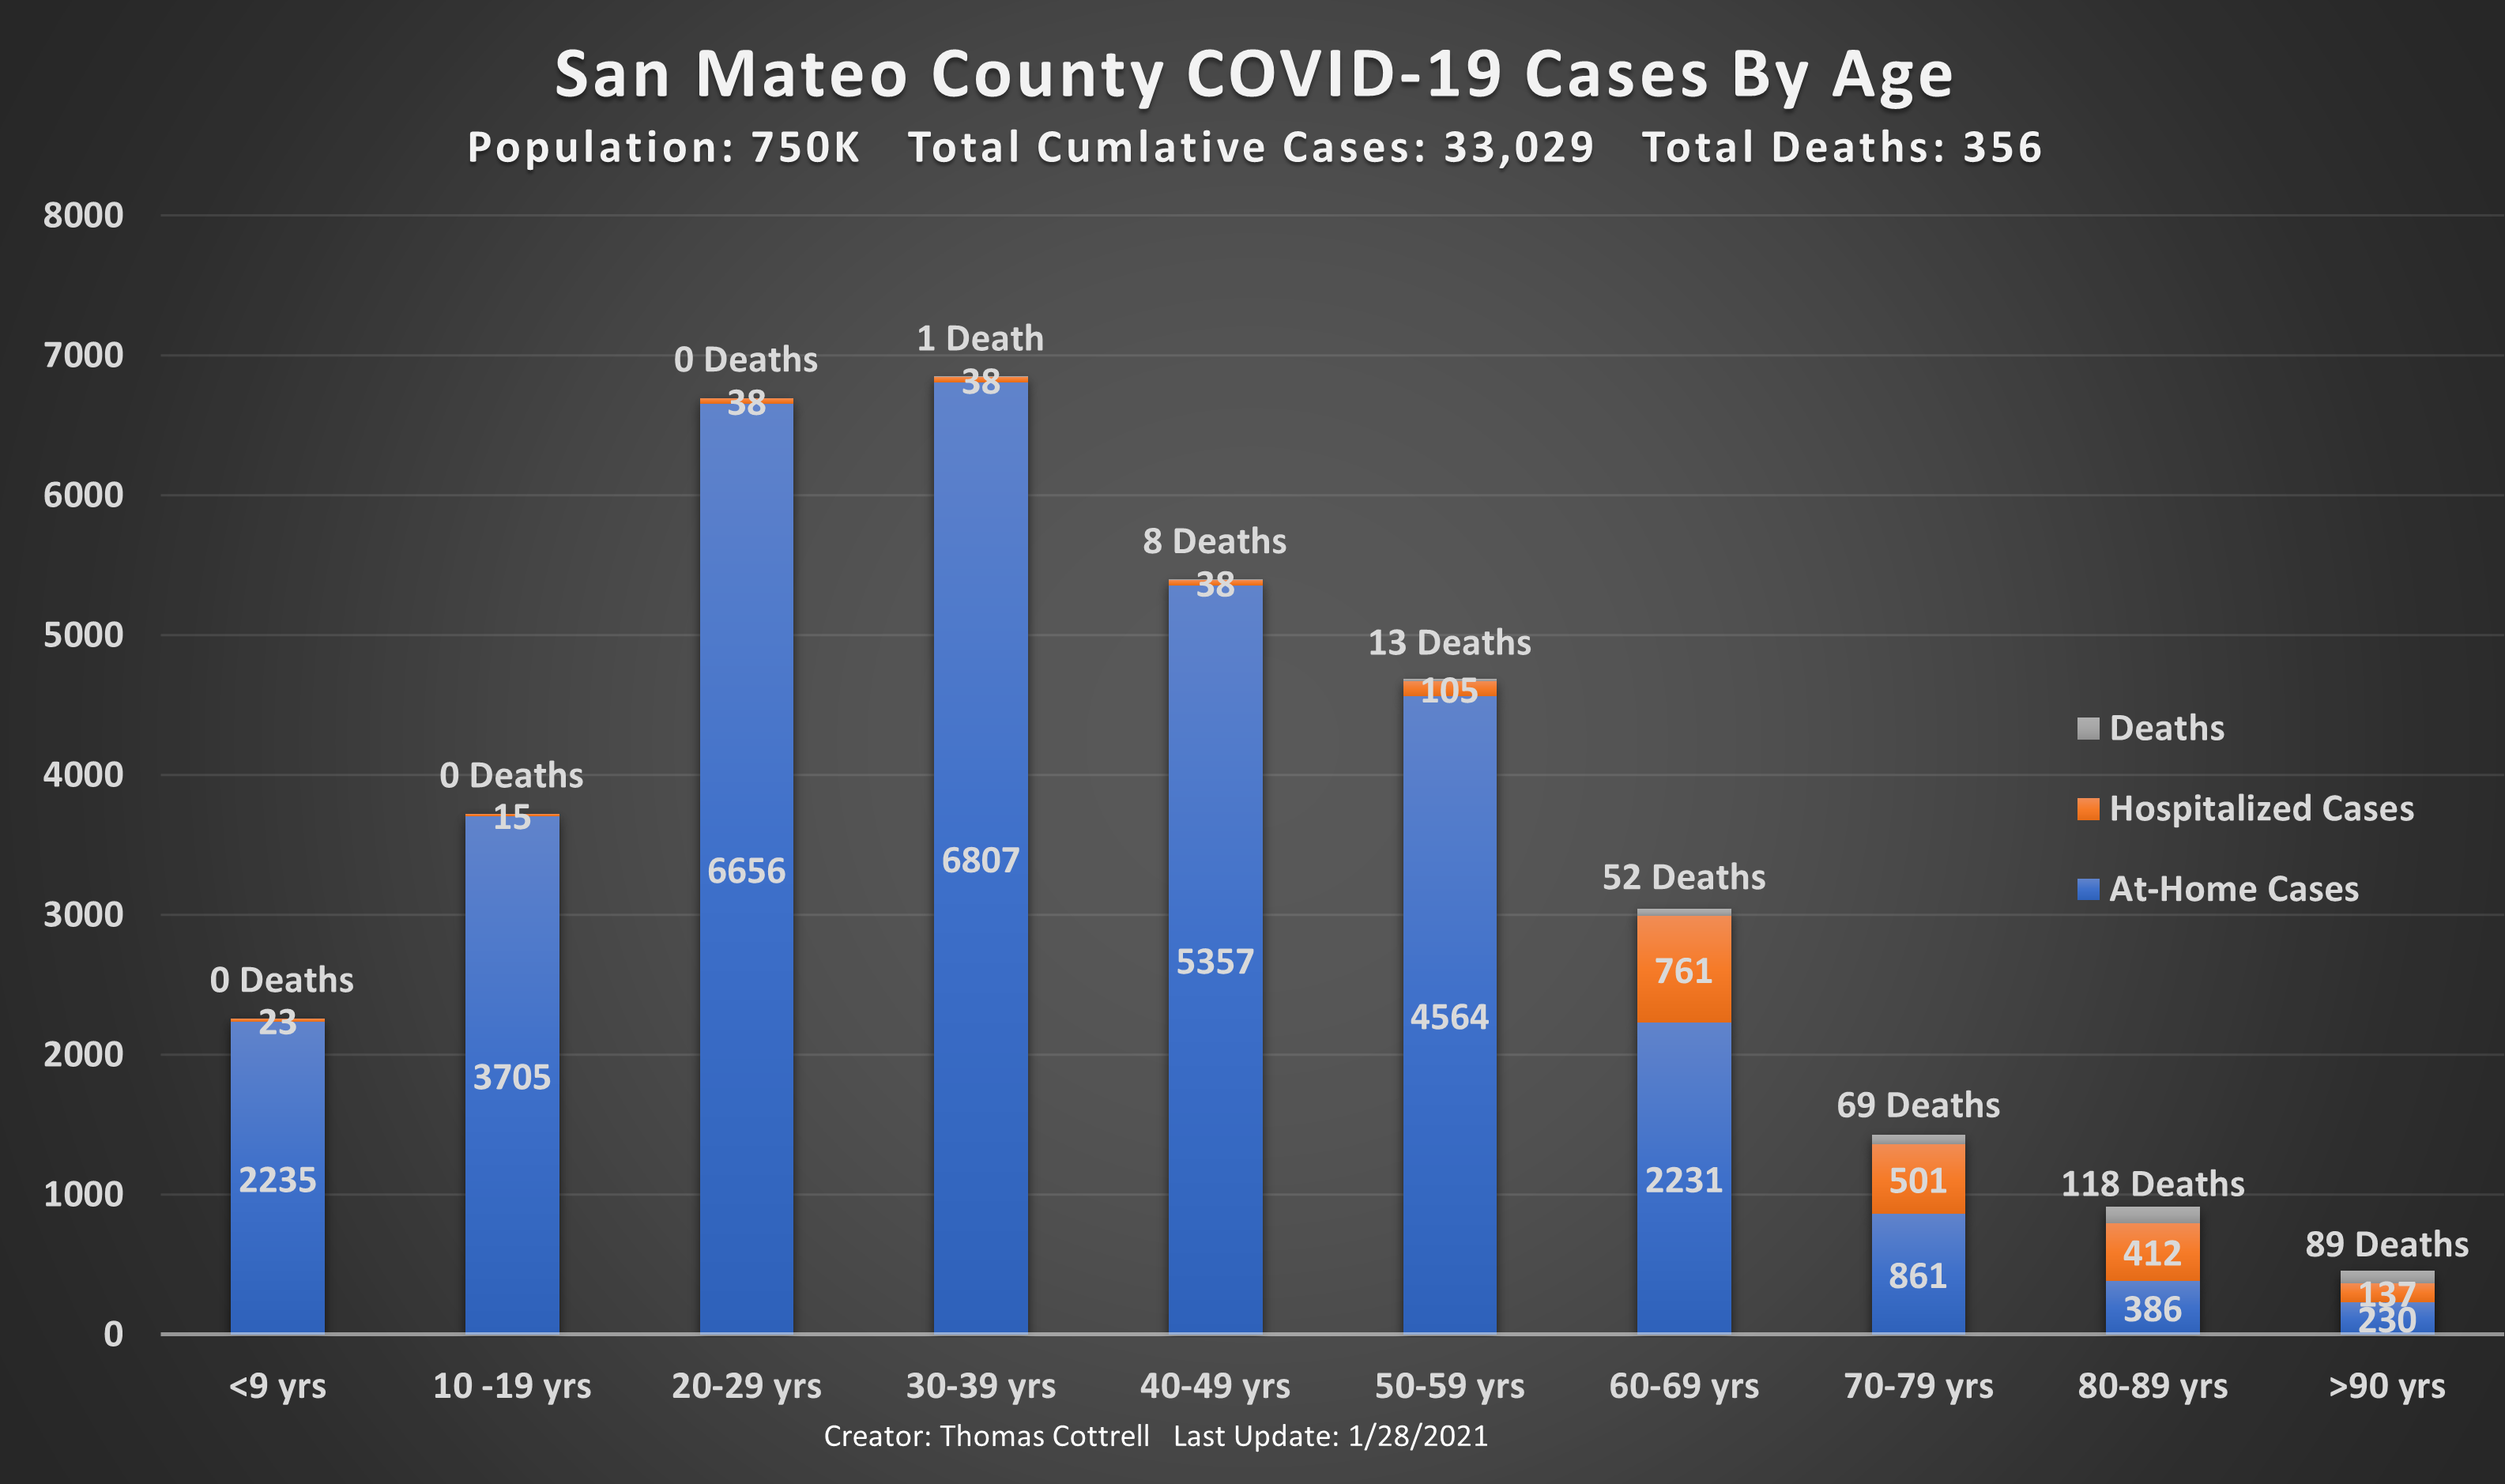 San Mateo County COVID-19 Cases By Age
Population: 750K Total Cumlative Cases: 33,029 Total Deaths: 356
8000
7000
6000
5000
4000
3000
2000
1000
0
0 Deaths
23
2235
0 Deaths
15
3705
0 Deaths
38
6656
1 Death
38
6807
8 Deaths
38
5357
13 Deaths
105
4564
52 Deaths
761
2231
69 Deaths
501
861
118 Deaths
412
386
89 Deaths
137
230
Deaths
Hospitalized Cases
At-Home Cases
<9 yrs
10 -19 yrs
20-29 yrs
30-39 yrs
40-49 yrs
50-59 yrs
60-69 yrs
70-79 yrs
80-89 yrs
>90 yrs
Creator: Thomas Cottrell Last Update: 1/28/2021